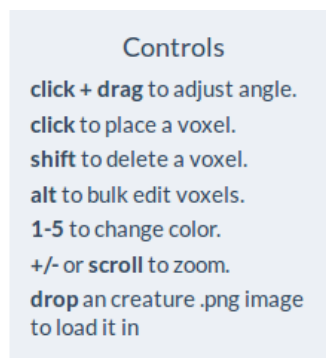 Controls
click + drag to adjust angle.
click to place a voxel.
shift to delete a voxel.
alt to bulk edit voxels.
1-5 to change color.
+/- or scroll to zoom.
drop an creature .png image
to load it in